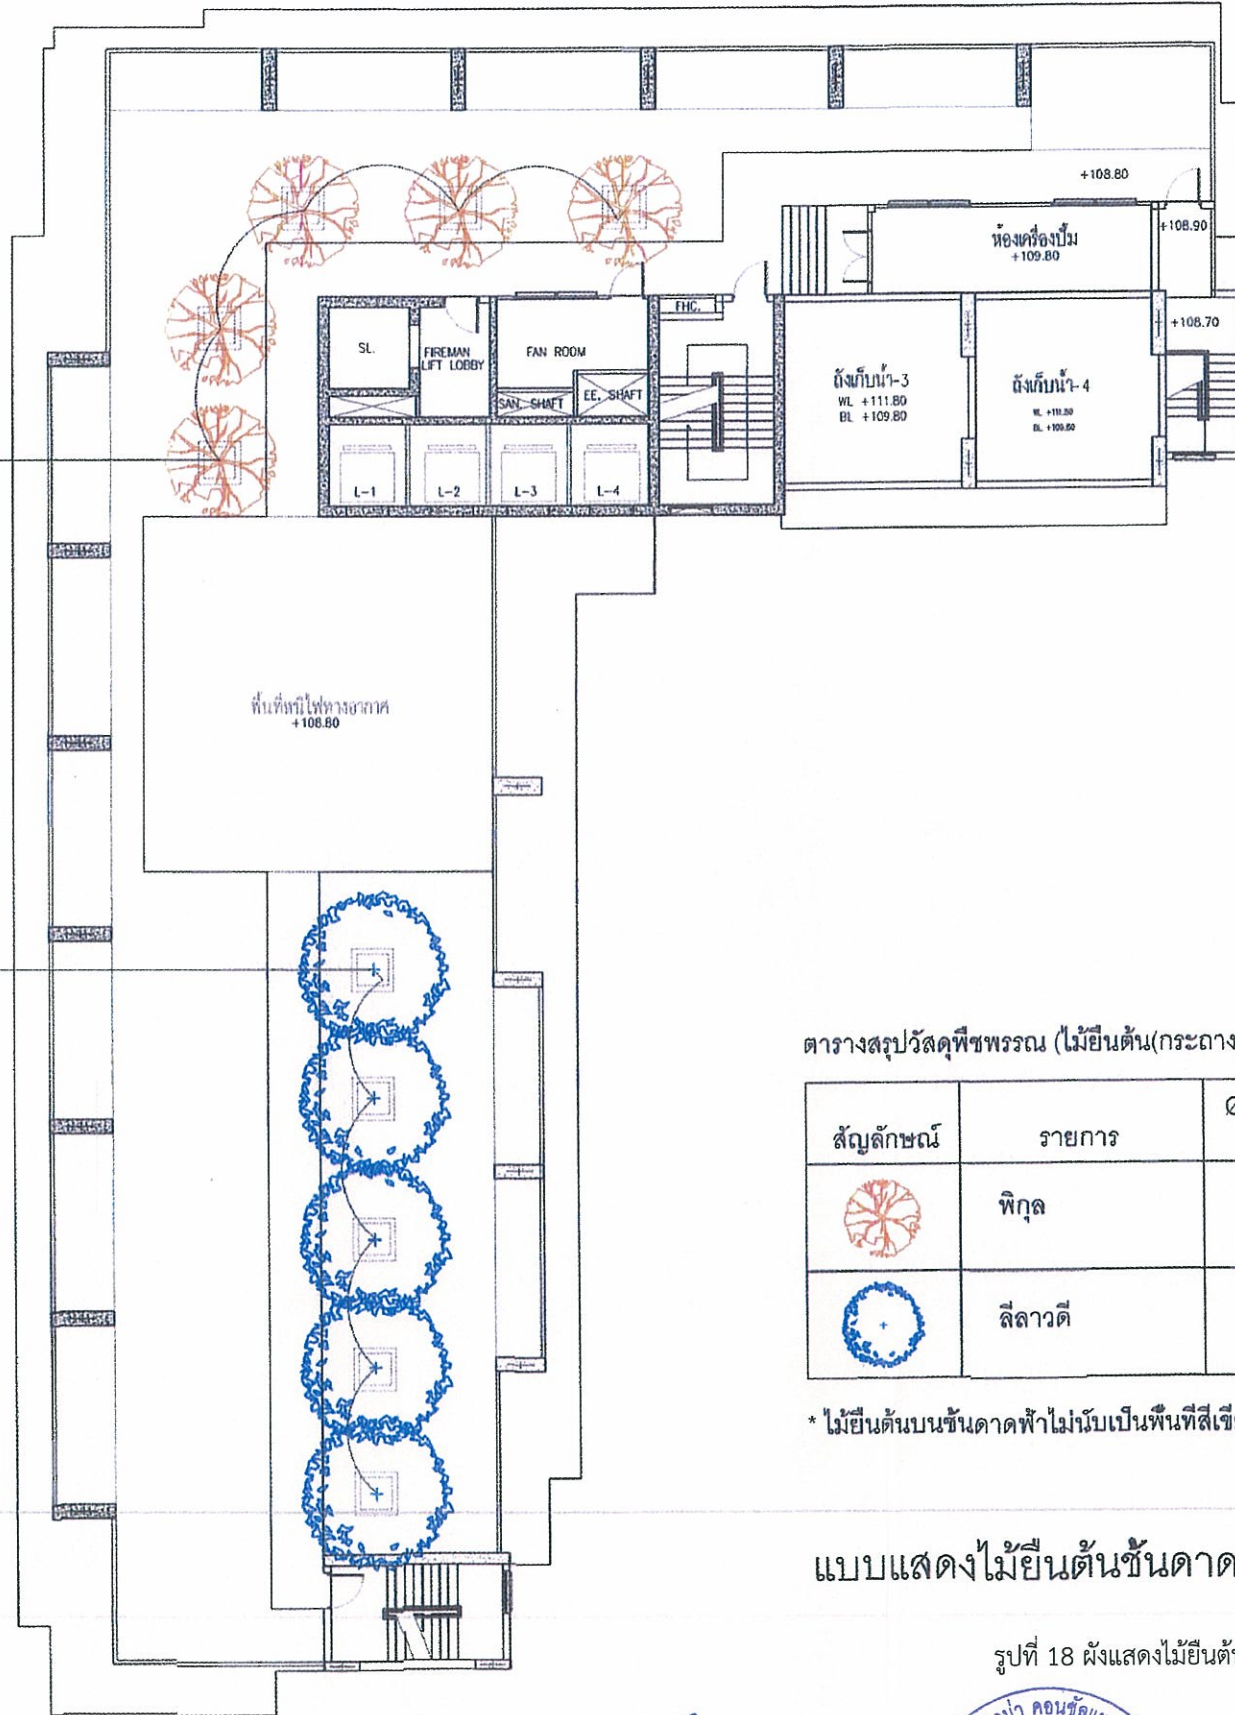 +108.80
+108.90
ห้องเครื่องปั๊ม
+109.80
FHC.
+108.70
SL.
FIREMAN
LIFT LOBBY
FAN ROOM
ถังเก็บน้ำ-3
WL +111.80
BL +109.80
ถังเก็บน้ำ-4
WL +111.80
BL +109.80
SAN. SHAFT
EE. SHAFT
L-1
L-2
L-3
L-4
พื้นที่หนีไฟทางอากาศ
+108.80
ตารางสรุปวัสดุพืชพรรณ (ไม้ยืนต้น(กระถาง
สัญลักษณ์
รายการ
Ø
พิกุล
ลีลาวดี
* ไม้ยืนต้นบนชั้นดาดฟ้าไม่นับเป็นพื้นที่สีเขีย
แบบแสดงไม้ยืนต้นชั้นดาด
รูปที่ 18 ผังแสดงไม้ยืนต้น